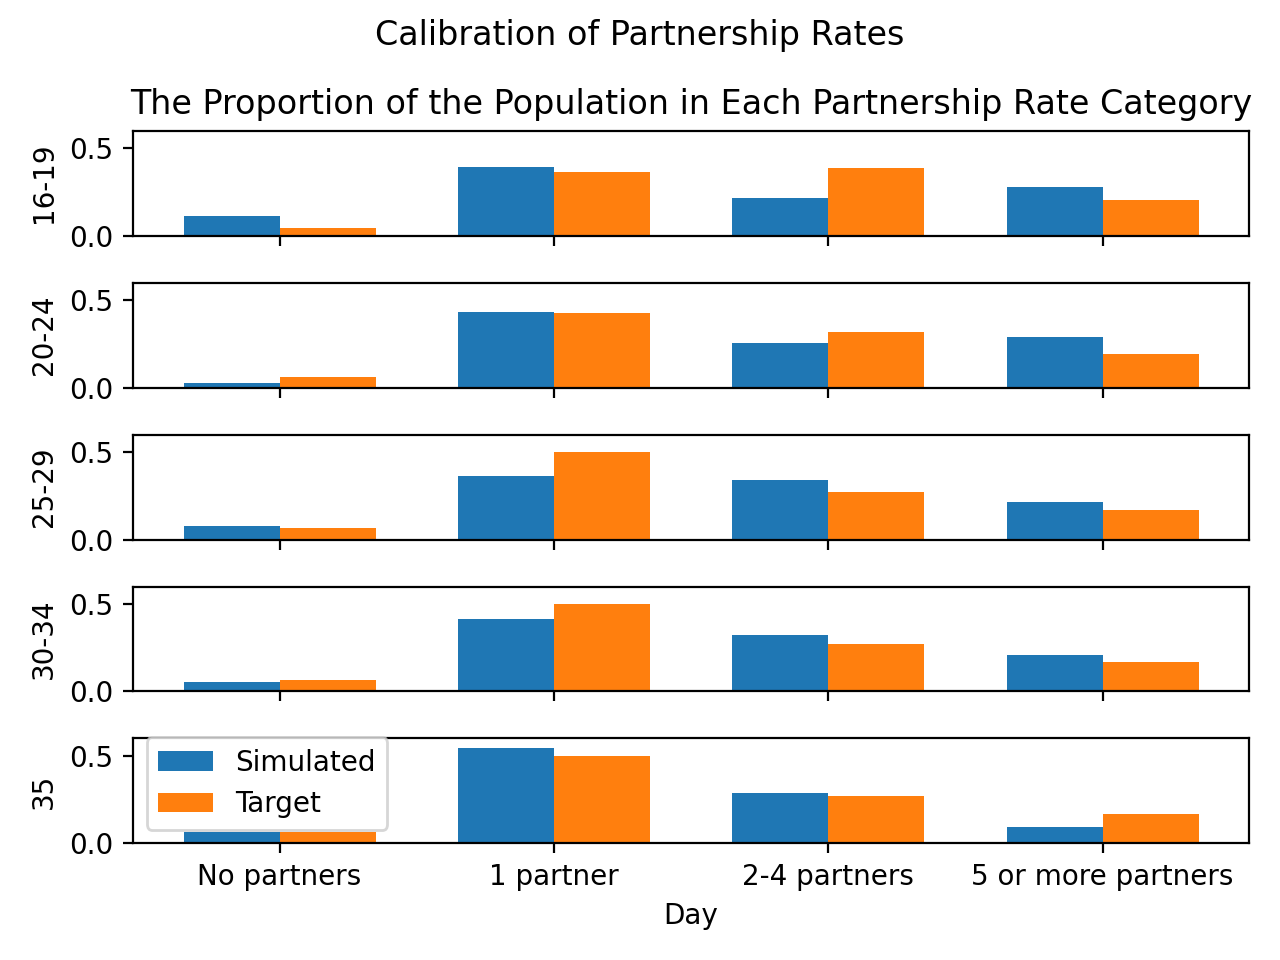 Calibration of Partnership Rates
The Proportion of the Population in Each Partnership Rate Category
0.5
16-19
0.0
0.5
20-24
0.0
0.5
25-29
0.0
0.5
30-34
0.0
0.5
35
0.0
Simulated
Target
No partners 1 partner 2-4 partners 5 or more partners
Day